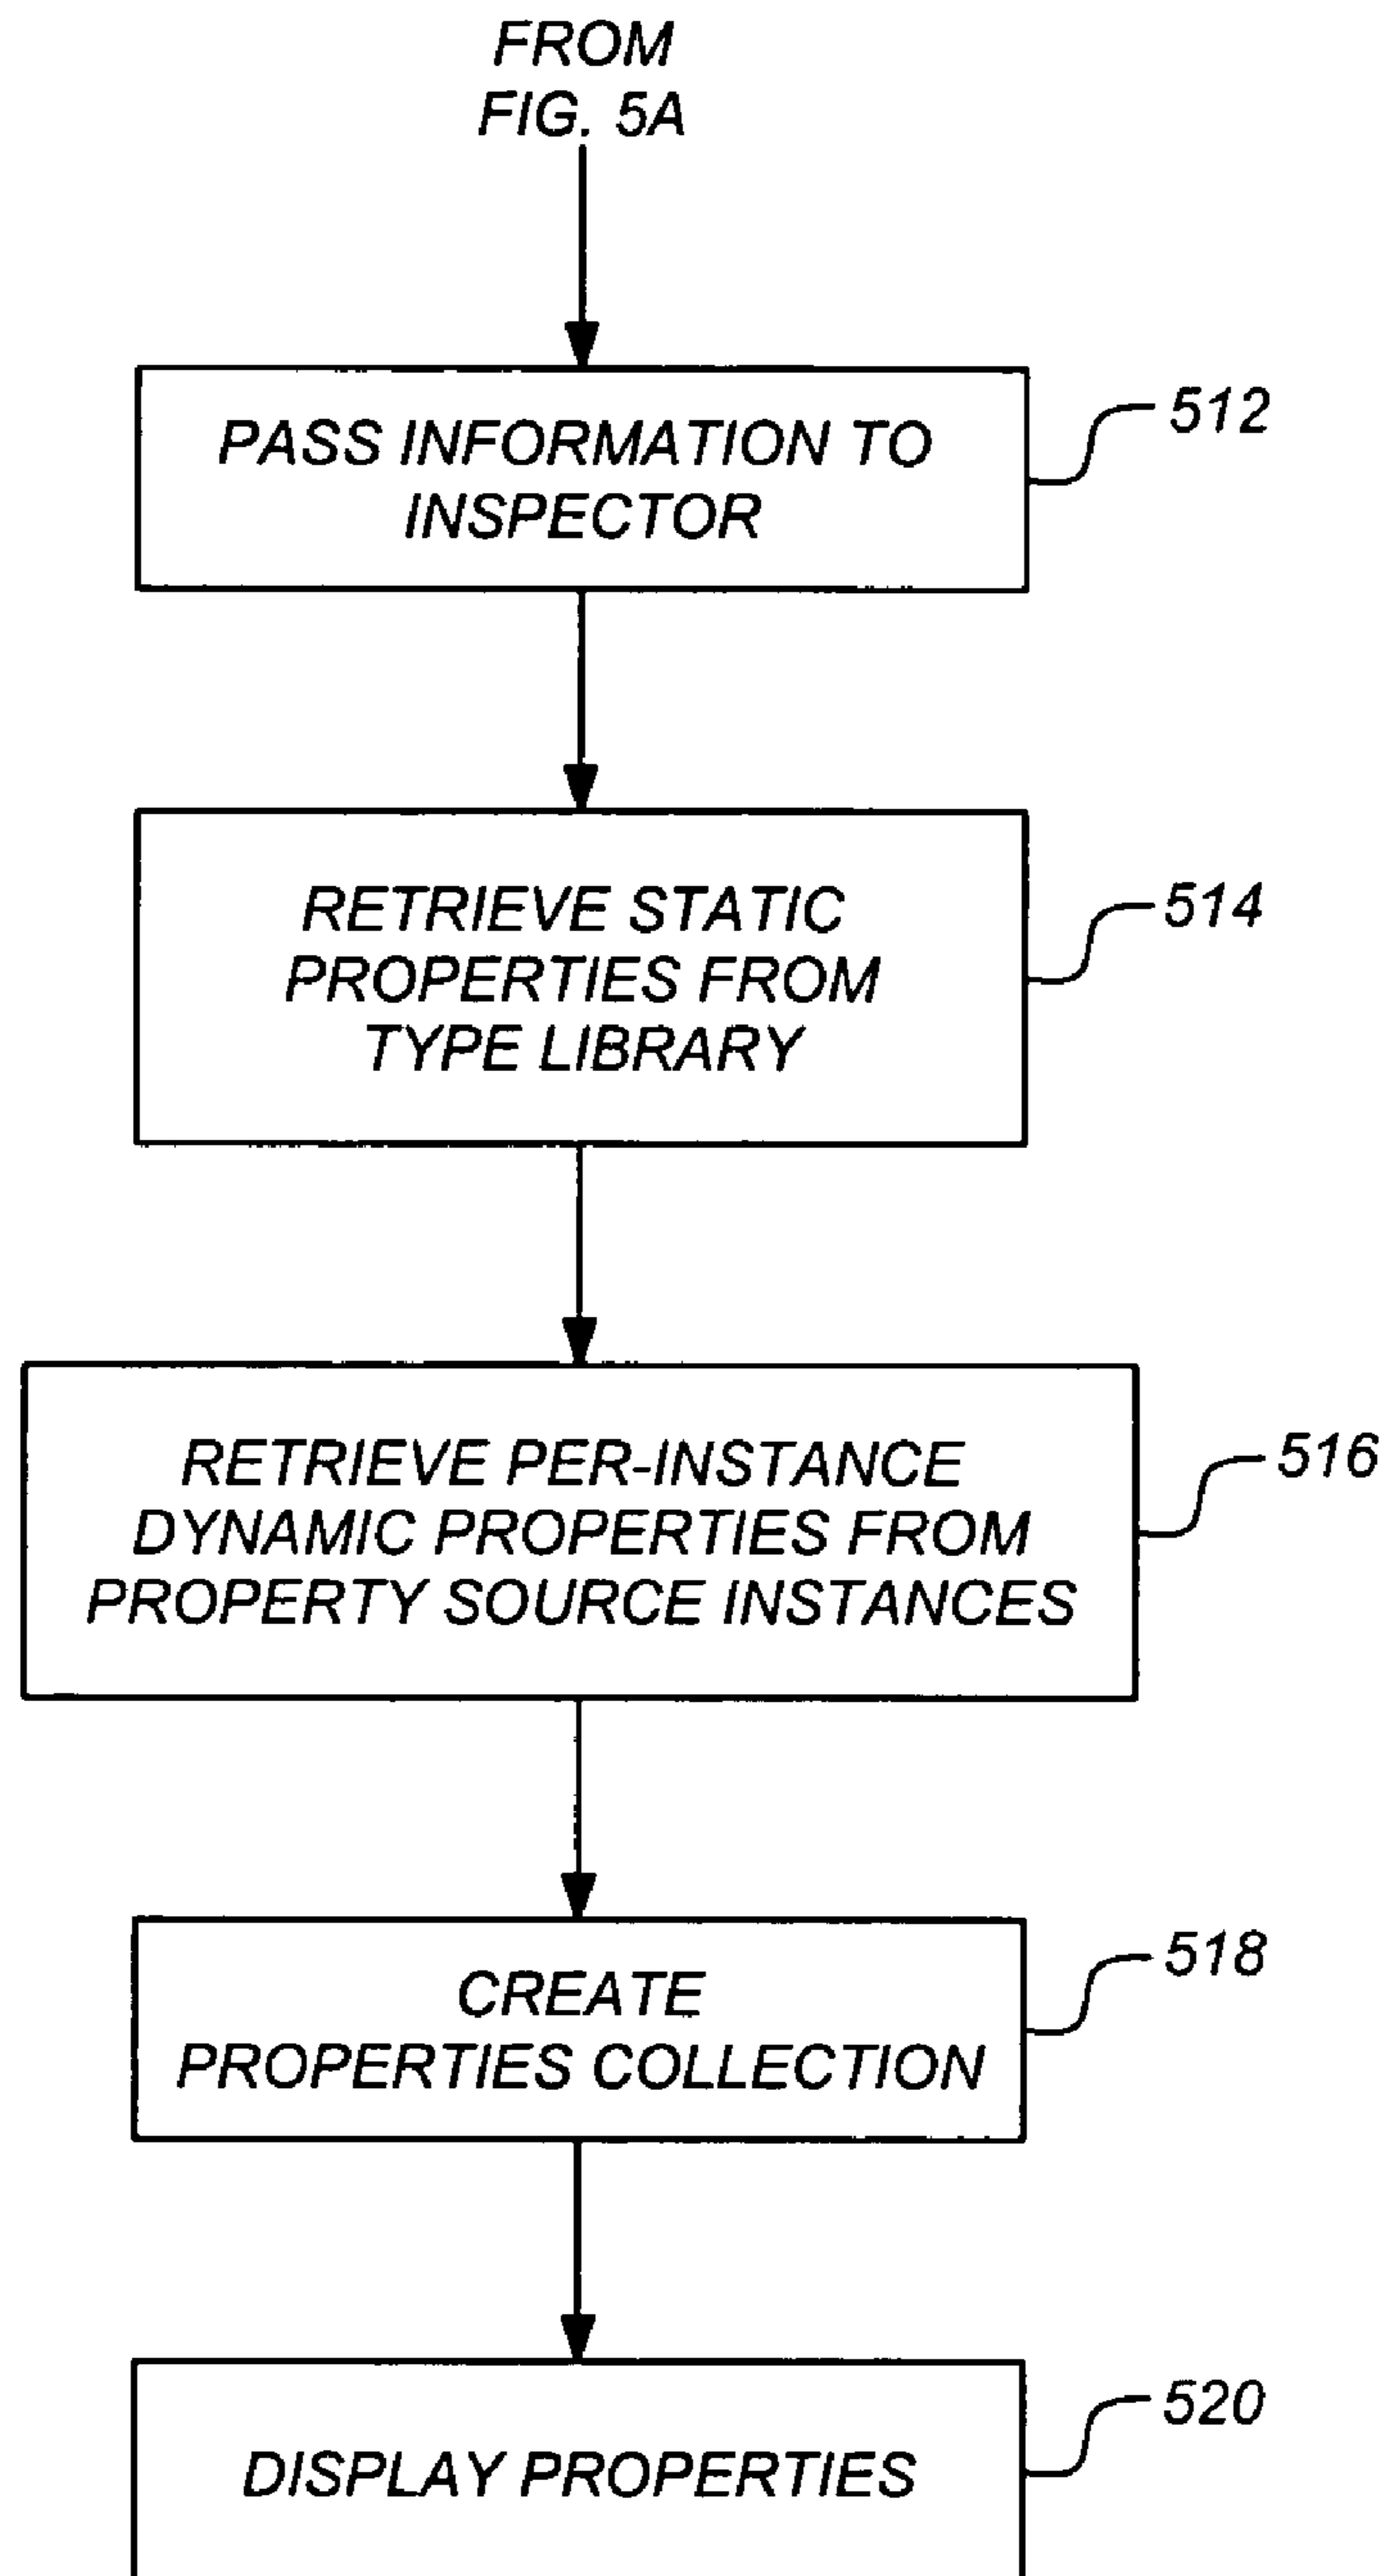 FROM
FIG. 5A
PASS INFORMATION TO
INSPECTOR
512
RETRIEVE STATIC
PROPERTIES FROM
TYPE LIBRARY
514
RETRIEVE PER-INSTANCE
DYNAMIC PROPERTIES FROM
PROPERTY SOURCE INSTANCES
516
CREATE
PROPERTIES COLLECTION
518
DISPLAY PROPERTIES
520